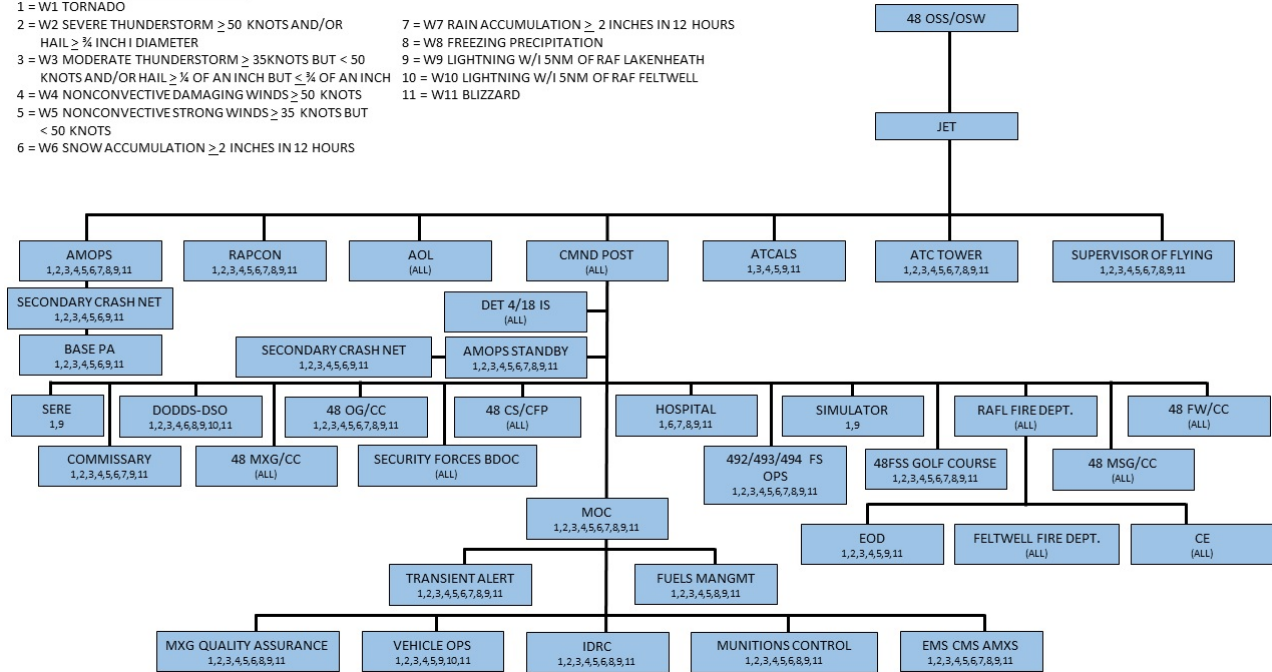 1 = W1 TORNADO
2 = W2 SEVERE THUNDERSTORM ≥ 50 KNOTS AND/OR
HAIL ≥ ¾ INCH I DIAMETER
3 = W3 MODERATE THUNDERSTORM ≥ 35KNOTS BUT < 50
KNOTS AND/OR HAIL ≥ ¼ OF AN INCH BUT ≤ ¾ OF AN INCH
4 = W4 NONCONVECTIVE DAMAGING WINDS ≥ 50 KNOTS
5 = W5 NONCONVECTIVE STRONG WINDS ≥ 35 KNOTS BUT
< 50 KNOTS
6 = W6 SNOW ACCUMULATION ≥ 2 INCHES IN 12 HOURS
7 = W7 RAIN ACCUMULATION ≥ 2 INCHES IN 12 HOURS
8 = W8 FREEZING PRECIPITATION
9 = W9 LIGHTNING W/I 5NM OF RAF LAKENHEATH
10 = W10 LIGHTNING W/I 5NM OF RAF FELTWELL
11 = W11 BLIZZARD
48 OSS/OSW
JET
AMOPS
1,2,3,4,5,6,7,8,9,11
RAPCON
1,2,3,4,5,6,7,8,9,11
AOL
(ALL)
CMND POST
(ALL)
ATCALS
1,3,4,5,9,11
ATC TOWER
1,2,3,4,5,6,7,8,9,11
SUPERVISOR OF FLYING
1,2,3,4,5,6,7,8,9,11
SECONDARY CRASH NET
1,2,3,4,5,6,9,11
BASE PA
1,2,3,4,5,6,9,11
DET 4/18 IS
(ALL)
SECONDARY CRASH NET
1,2,3,4,5,6,9,11
AMOPS STANDBY
1,2,3,4,5,6,7,8,9,11
SERE
1,9
DODDS-DSO
1,2,3,4,6,8,9,10,11
48 OG/CC
1,2,3,4,5,6,7,8,9,11
48 CS/CFP
(ALL)
HOSPITAL
1,6,7,8,9,11
SIMULATOR
1,9
RAFL FIRE DEPT.
(ALL)
48 FW/CC
(ALL)
COMMISSARY
1,2,3,4,5,6,7,9,11
48 MXG/CC
(ALL)
SECURITY FORCES BDOC
(ALL)
492/493/494 FS
OPS
1,2,3,4,5,6,7,8,9,11
48FSS GOLF COURSE
1,2,3,4,5,6,7,8,9,11
48 MSG/CC
(ALL)
MOC
1,2,3,4,5,6,7,8,9,11
EOD
1,2,3,4,5,9,11
FELTWELL FIRE DEPT.
(ALL)
CE
(ALL)
TRANSIENT ALERT
1,2,3,4,5,6,7,8,9,11
FUELS MANGMT
1,2,3,4,5,8,9,11
MXG QUALITY ASSURANCE
1,2,3,4,5,6,8,9,11
VEHICLE OPS
1,2,3,4,5,9,10,11
IDRC
1,2,3,4,5,6,8,9,11
MUNITIONS CONTROL
1,2,3,4,5,6,8,9,11
EMS CMS AMXS
1,2,3,4,5,6,7,8,9,11